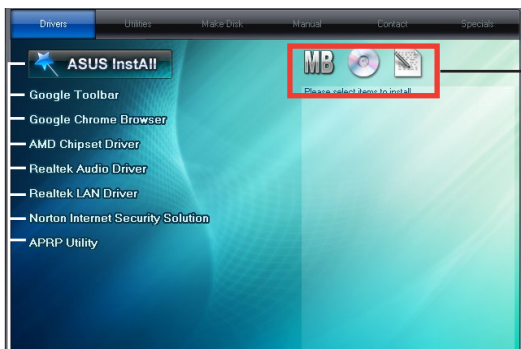 Drivers Utilities Make Disk Manual Contact Specials
ASUS InstAll
MB
Please select items to install.
Google Toolbar
Google Chrome Browser
AMD Chipset Driver
Realtek Audio Driver
Realtek LAN Driver
Norton Internet Security Solution
APRP Utility